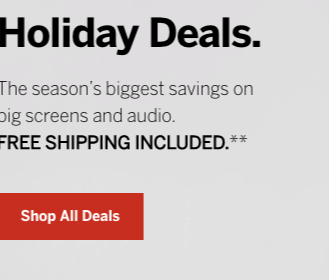 Holiday Deals.
The season's biggest savings on
big screens and audio.
FREE SHIPPING INCLUDED.**
Shop All Deals